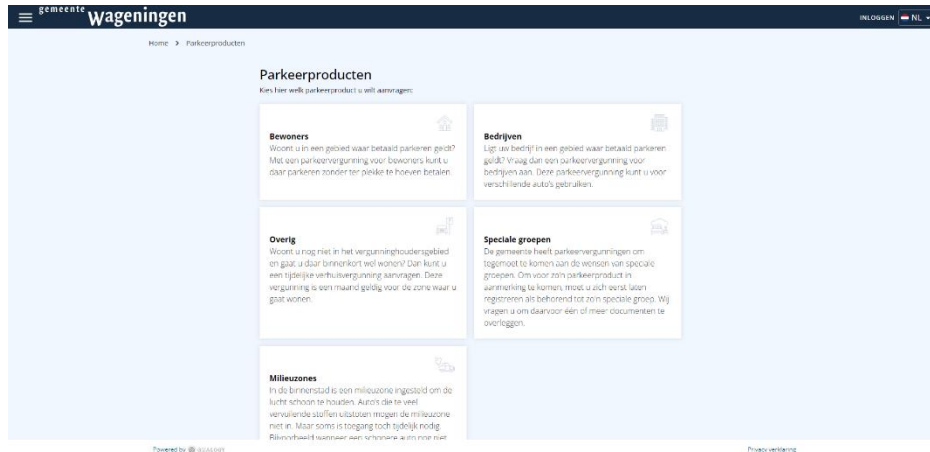 gemeente Wageningen
INLOGGEN NL
Home > Parkeerproducten
Parkeerproducten
Kies hier welk parkeerproduct u wilt aanvragen:
Bewoners
Woont u in een gebied waar betaald parkeren geldt?
Met een parkeervergunning voor bewoners kunt u
daar parkeren zonder ter plekke te hoeven betalen.
Bedrijven
Ligt uw bedrijf in een gebied waar betaald parkeren
geldt? Vraag dan een parkeervergunning voor
bedrijven aan. Deze parkeervergunning kunt u voor
verschillende auto's gebruiken.
Overig
Woont u nog niet in het vergunninghoudersgebied
en gaat u daar binnenkort wel wonen? Dan kunt u
een tijdelijke verhuisvergunning aanvragen. Deze
vergunning is een maand geldig voor de zone waar u
gaat wonen.
Speciale groepen
De gemeente heeft parkeervergunningen om
tegemoet te komen aan de wensen van speciale
groepen. Om voor zo'n parkeerproduct in
aanmerking te komen, moet u zich eerst laten
registreren als behorend tot zo'n speciale groep. Wij
vragen u om daarvoor één of meer documenten te
overleggen.
Milieuzones
In de binnenstad is een milieuzone ingesteld om de
lucht schoon te houden. Auto's die te veel
vervuilende stoffen uitstoten mogen de milieuzone
niet in. Maar soms is toegang toch tijdelijk nodig.
Bijvoorbeeld wanneer een schonere auto nog niet
Powered by
Privacy verklaring